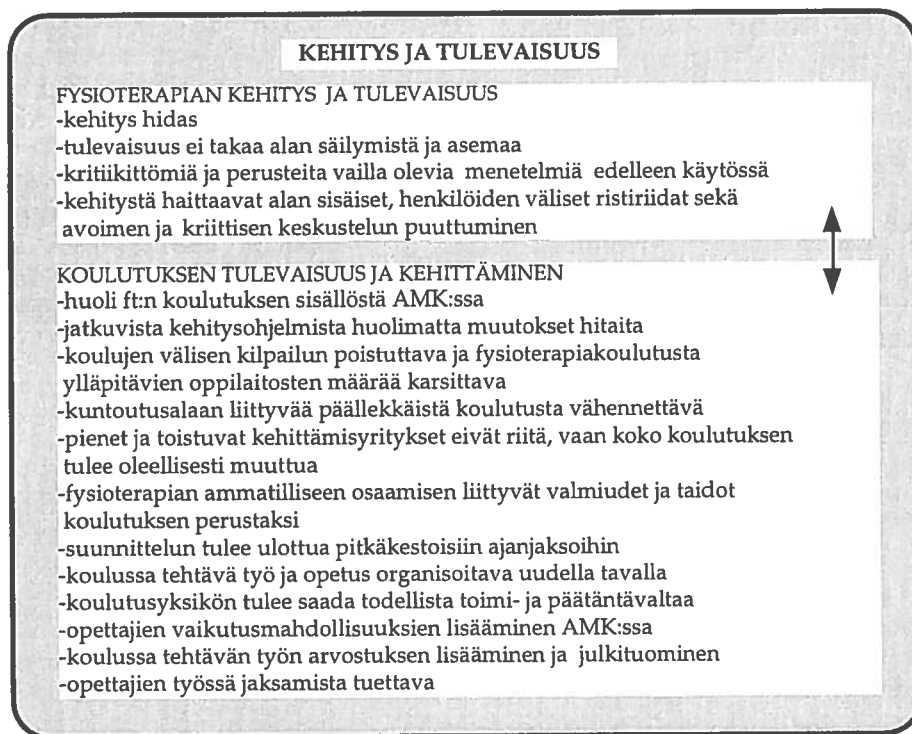 KEHITYS JA TULEVAISUUS
FYSIOTERAPIAN KEHITYS JA TULEVAISUUS
-kehitys hidas
-tulevaisuus ei takaa alan säilymistä ja asemaa
-kritiikittömiä ja perusteita vailla olevia menetelmiä edelleen käytössä
-kehitystä haittaavat alan sisäiset, henkilöiden väliset ristiriidat sekä
avoimen ja kriittisen keskustelun puuttuminen
KOULUTUKSEN TULEVAISUUS JA KEHITTÄMINEN
-huoli ft:n koulutuksen sisällöstä AMK:ssa
-jatkuvista kehitysohjelmista huolimatta muutokset hitaita
-koulujen välisen kilpailun poistuttava ja fysioterapiakoulutusta
ylläpitävien oppilaitosten määrää karsittava
-kuntoutusalaan liittyvää päällekkäistä koulutusta vähennettävä
-pienet ja toistuvat kehittämisyritykset eivät riitä, vaan koko koulutuksen
tulee oleellisesti muuttua
-fysioterapian ammatilliseen osaamisen liittyvät valmiudet ja taidot
koulutuksen perustaksi
-suunnittelun tulee ulottua pitkäkestoisiin ajanjaksoihin
-koulussa tehtävä työ ja opetus organisoitava uudella tavalla
-koulutusyksikön tulee saada todellista toimi- ja päätäntävaltaa
-opettajien vaikutusmahdollisuuksien lisääminen AMK:ssa
-koulussa tehtävän työn arvostuksen lisääminen ja julkituominen
-opettajien työssä jaksamista tuettava